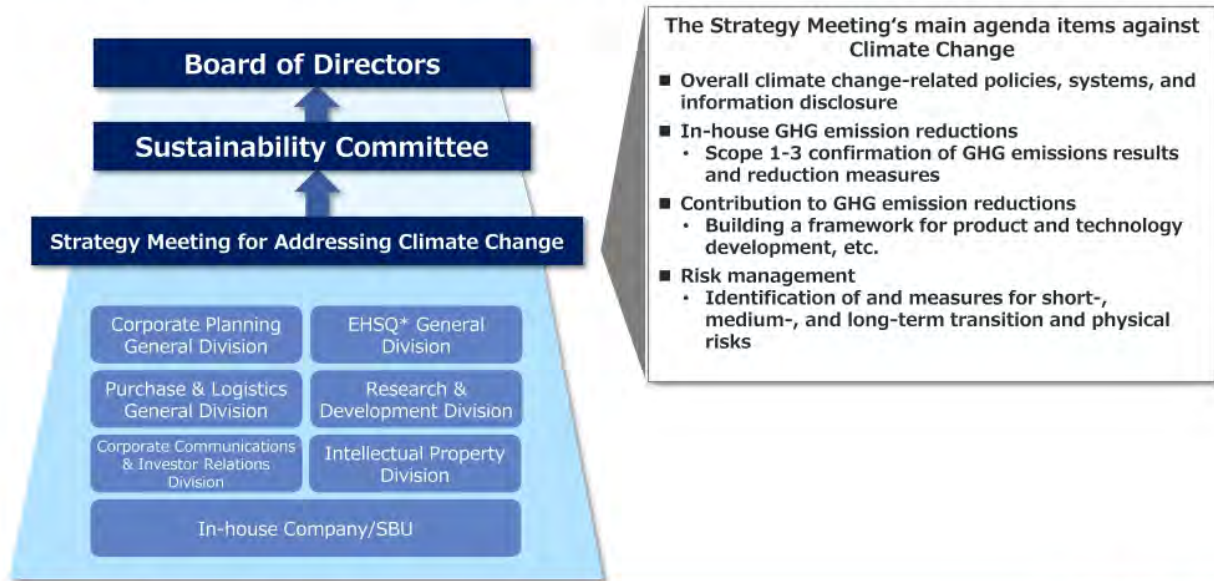 Board of Directors
Sustainability Committee
Strategy Meeting for Addressing Climate Change
Corporate Planning
General Division
EHSQ* General
Division
Purchase & Logistics
General Division
Research &
Development Division
Corporate Communications
& Investor Relations
Division
Intellectual Property
Division
In-house Company/SBU
The Strategy Meeting's main agenda items against
Climate Change
■ Overall climate change-related policies, systems, and
information disclosure
■ In-house GHG emission reductions
・ Scope 1-3 confirmation of GHG emissions results
and reduction measures
■ Contribution to GHG emission reductions
・ Building a framework for product and technology
development, etc.
■ Risk management
・ Identification of and measures for short-,
medium-, and long-term transition and physical
risks